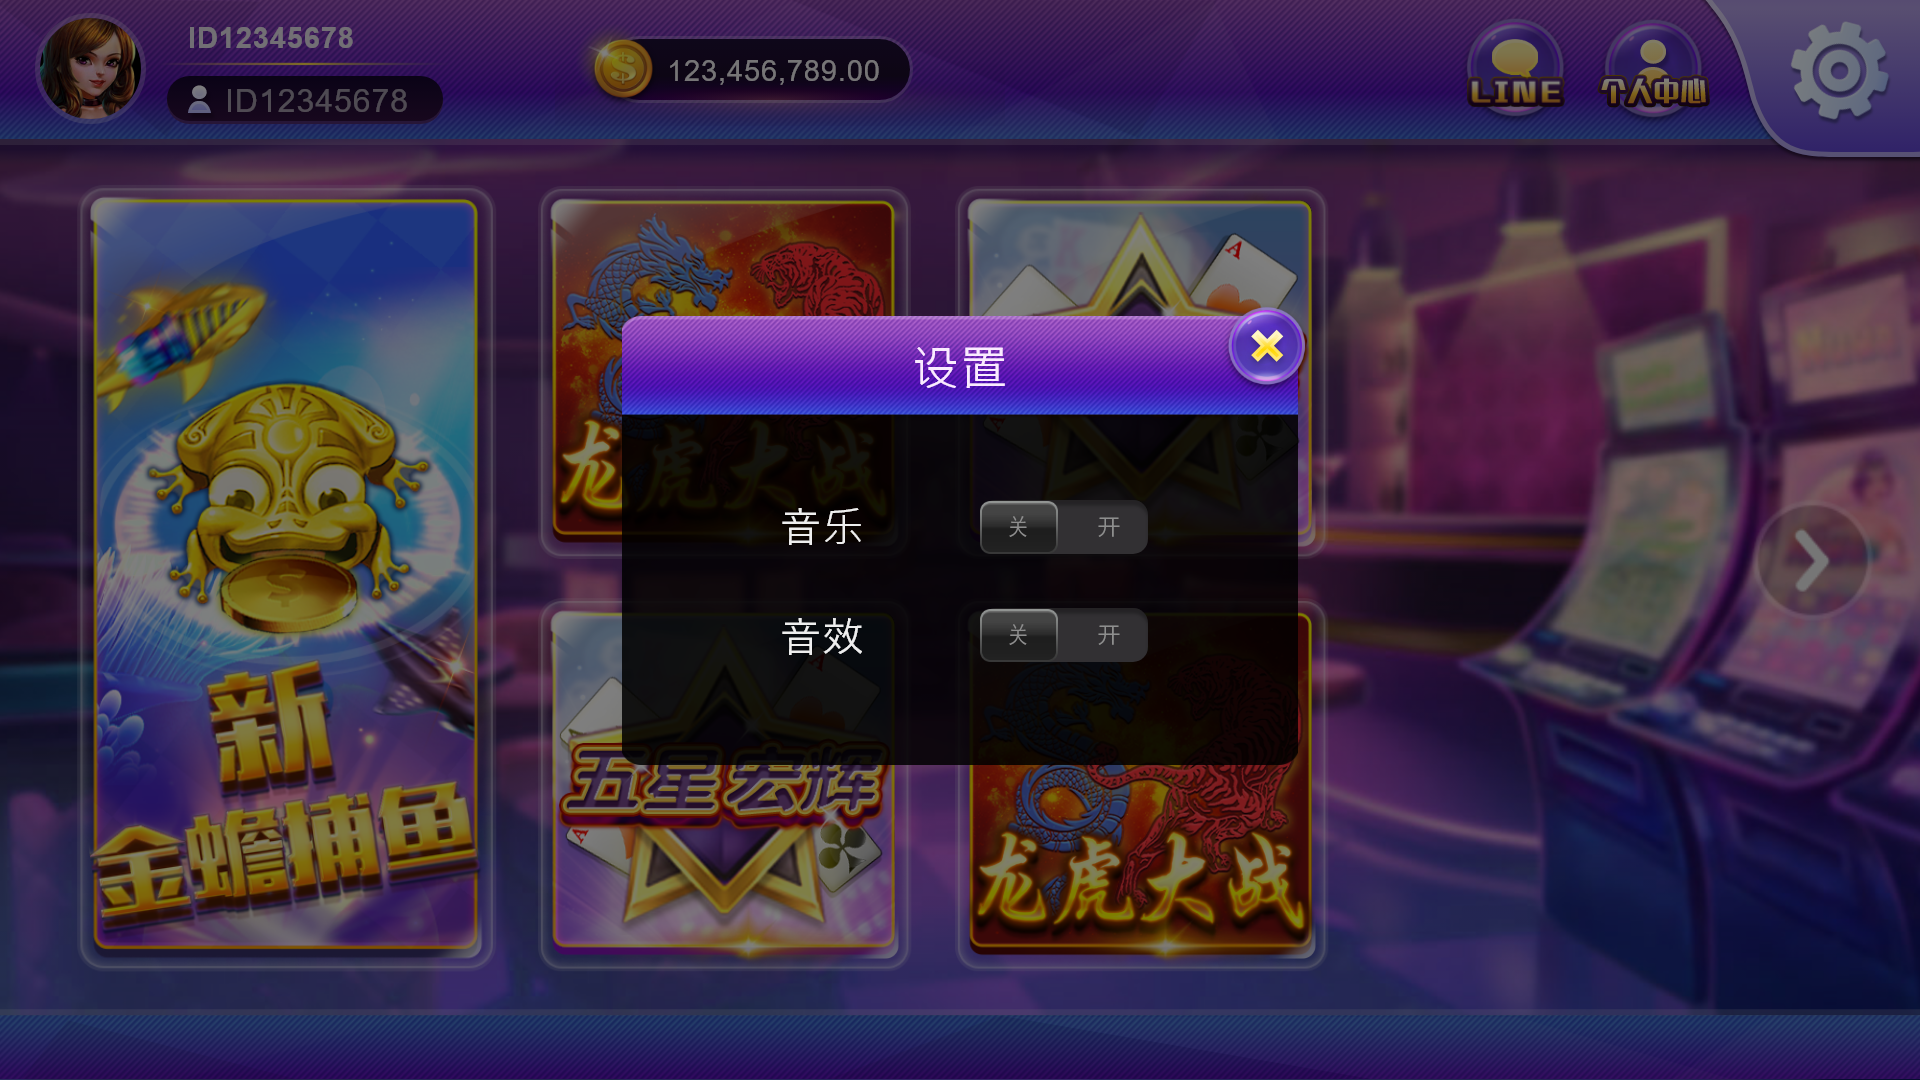 ID12345678
ID12345678
123,456,789.00
LINE
个人中心
设置
音乐
关 开
音效
关 开
新
金蟾捕鱼
龙虎大战
A
五星宏辉
A
A
龙虎大战